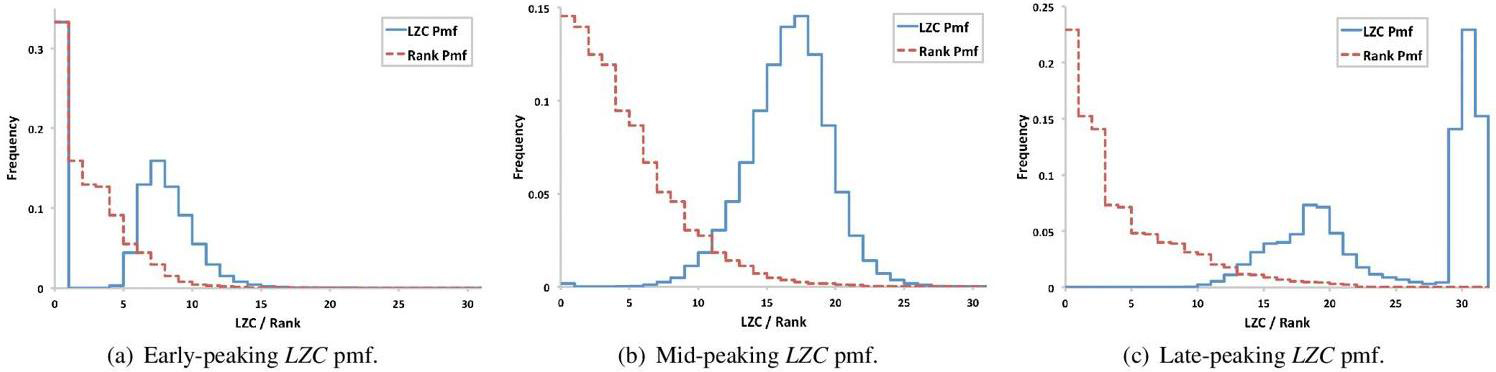 LZC Pmf
Rank Pmf
Frequency
0.3
0.2
0.1
0
0 5 10 15 20 25 30
LZC / Rank
(a) Early-peaking LZC pmf.
LZC Pmf
Rank Pmf
Frequency
0.15
0.1
0.05
0
0 5 10 15 20 25 30
LZC / Rank
(b) Mid-peaking LZC pmf.
LZC Pmf
Rank Pmf
Frequency
0.25
0.2
0.15
0.1
0.05
0
0 5 10 15 20 25 30
LZC / Rank
(c) Late-peaking LZC pmf.